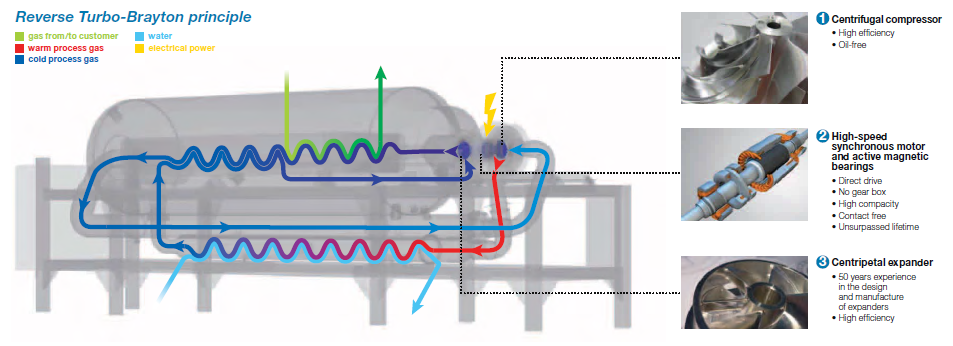 Reverse Turbo-Brayton principle
gas from/to customer
warm process gas
cold process gas
water
electrical power
1 Centrifugal compressor
• High efficiency
• Oil-free
2 High-speed
synchronous motor
and active magnetic
bearings
• Direct drive
• No gear box
• High compacity
• Contact free
• Unsurpassed lifetime
3 Centripetal expander
• 50 years experience
in the design
and manufacture
of expanders
• High efficiency